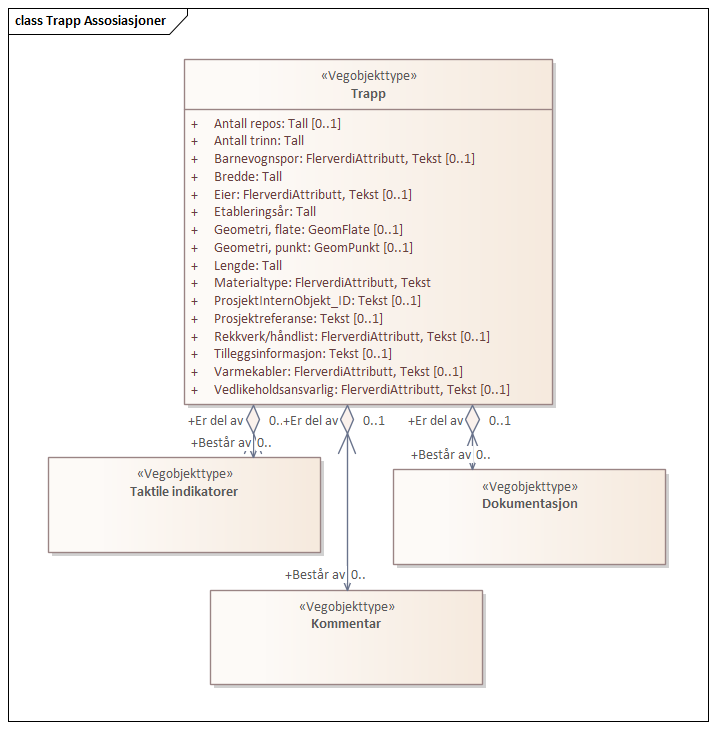 class Trapp Assosiasjoner
«Vegobjekttype»
Trapp
+ Antall repos: Tall [0..1]
+ Antall trinn: Tall
+ Barnevognspor: FlerverdiAttributt, Tekst [0..1]
+ Bredde: Tall
+ Eier: FlerverdiAttributt, Tekst [0..1]
+ Etableringsår: Tall
+ Geometri, flate: GeomFlate [0..1]
+ Geometri, punkt: GeomPunkt [0..1]
+ Lengde: Tall
+ Materialtype: FlerverdiAttributt, Tekst
+ ProsjektInternObjekt_ID: Tekst [0..1]
+ Prosjektreferanse: Tekst [0..1]
+ Rekkverk/håndlist: FlerverdiAttributt, Tekst [0..1]
+ Tilleggsinformasjon: Tekst [0..1]
+ Varmekabler: FlerverdiAttributt, Tekst [0..1]
+ Vedlikeholdsansvarlig: FlerverdiAttributt, Tekst [0..1]
+Er del av 0.. +Er del av 0..1 +Er del av 0..1
+Består av 0..
+Består av 0..
«Vegobjekttype»
Taktile indikatorer
«Vegobjekttype»
Dokumentasjon
+Består av 0..
«Vegobjekttype»
Kommentar